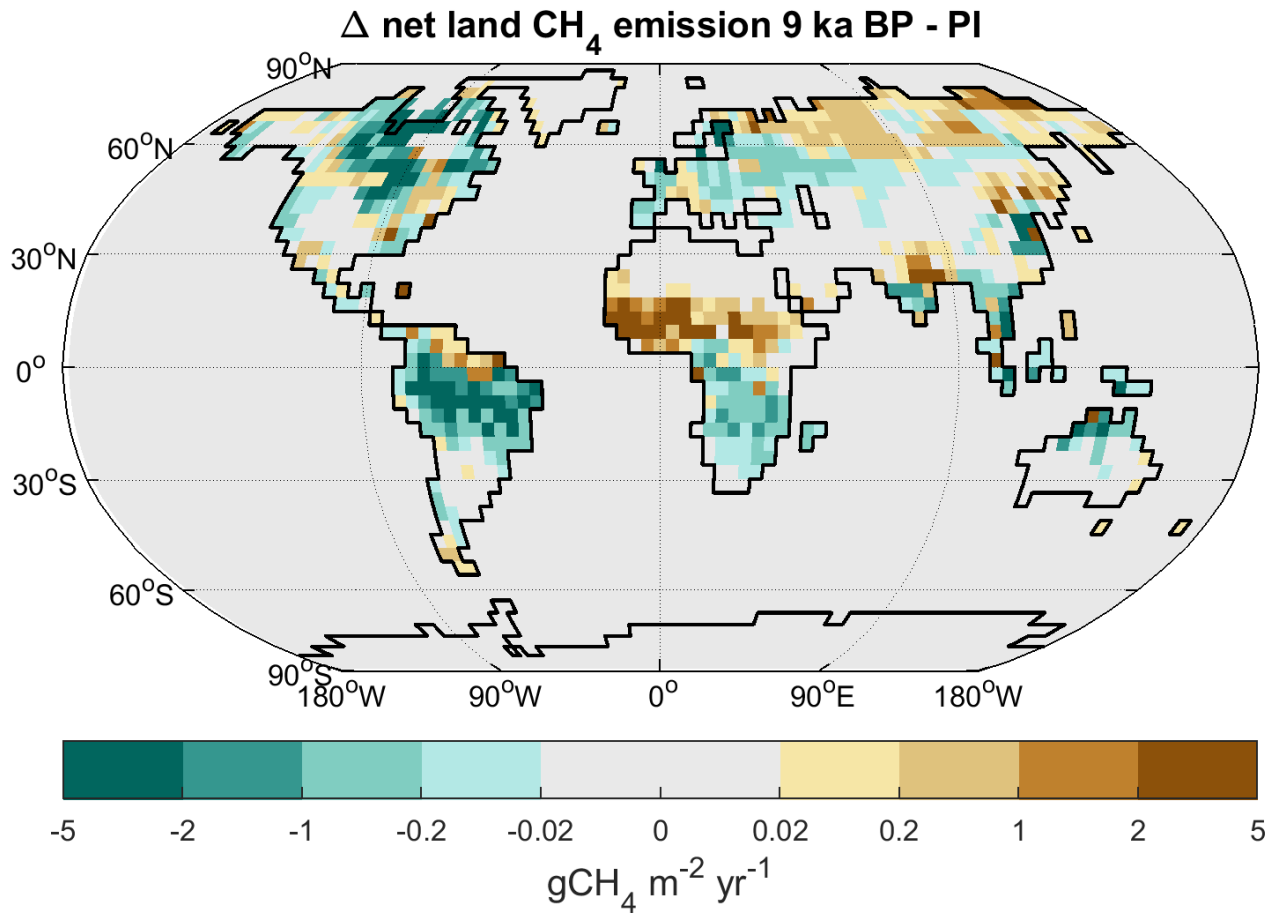 Δ net land CH₄ emission 9 ka BP - PI
90°N
60°N
30°N
0°
30°S
60°S
90°S
180°W 90°W 0° 90°E 180°W
-5 -2 -1 -0.2 -0.02 0 0.02 0.2 1 2 5
gCH₄ m⁻² yr⁻¹